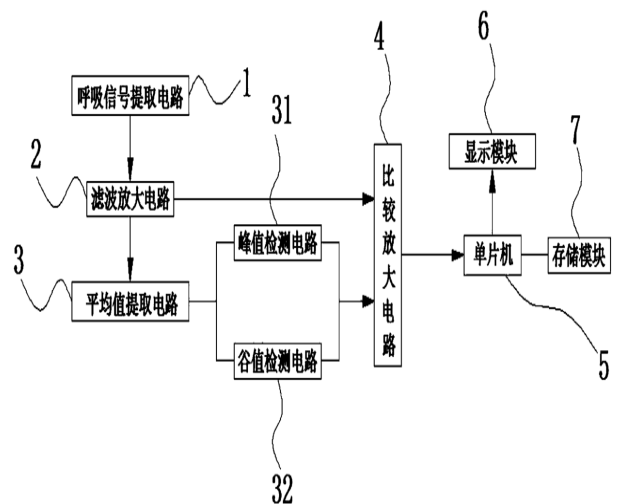 4
6
呼吸信号提取电路
1
31
7
2
显示模块
滤波放大电路
3
峰值检测电路
比较放大电路
单片机
存储模块
平均值提取电路
谷值检测电路
5
32